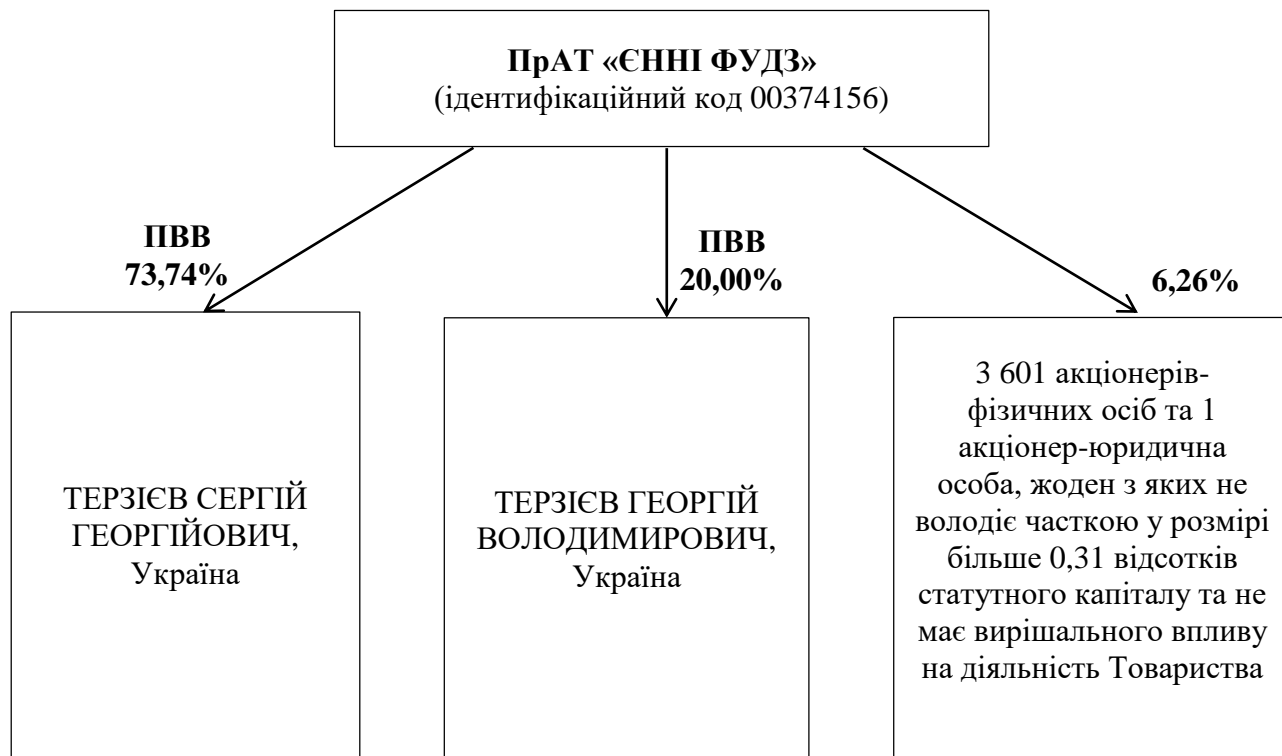 ПрАТ «ЄННІ ФУДЗ»
(ідентифікаційний код 00374156)
ПВВ
73,74%
ПВВ
20,00%
6,26%
ТЕРЗІЄВ СЕРГІЙ
ГЕОРГІЙОВИЧ,
Україна
ТЕРЗІЄВ ГЕОРГІЙ
ВОЛОДИМИРОВИЧ,
Україна
3 601 акціонерів-
фізичних осіб та 1
акціонер-юридична
особа, жоден з яких не
володіє часткою у розмірі
більше 0,31 відсотків
статутного капіталу та не
має вирішального впливу
на діяльність Товариства